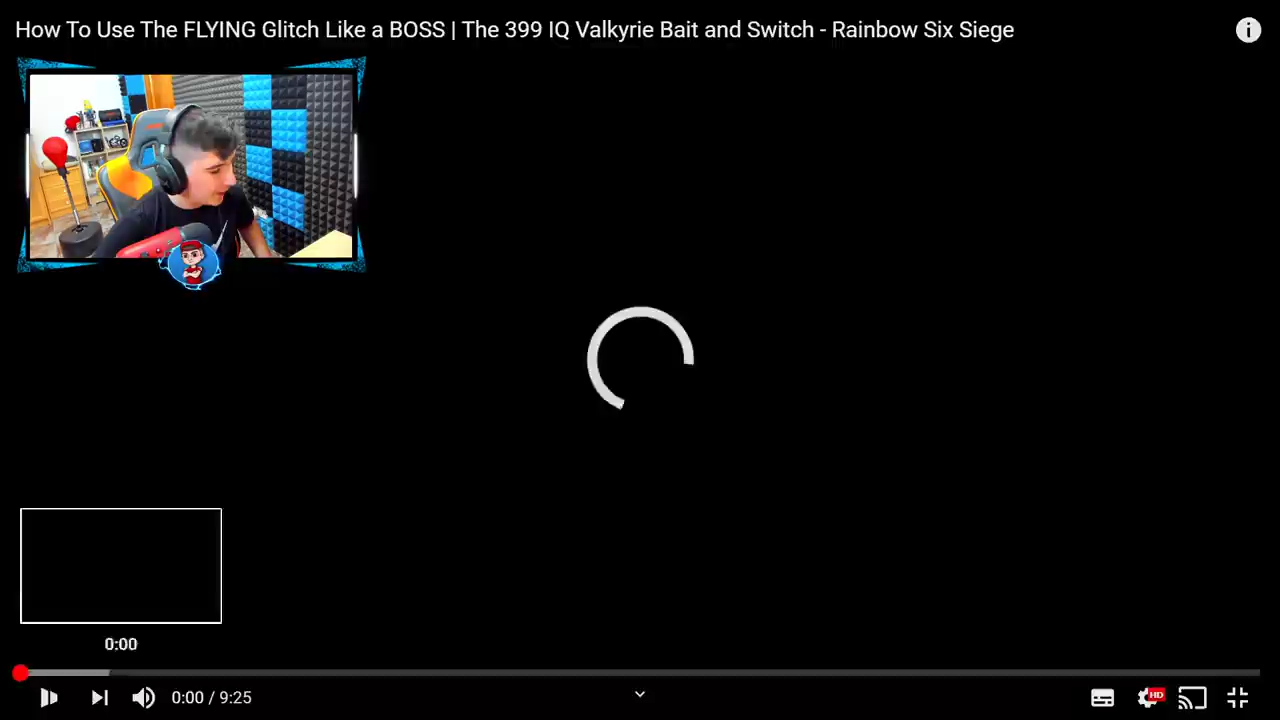 How To Use The FLYING Glitch Like a BOSS | The 399 IQ Valkyrie Bait and Switch - Rainbow Six Siege
0:00
0:00 / 9:25
HD